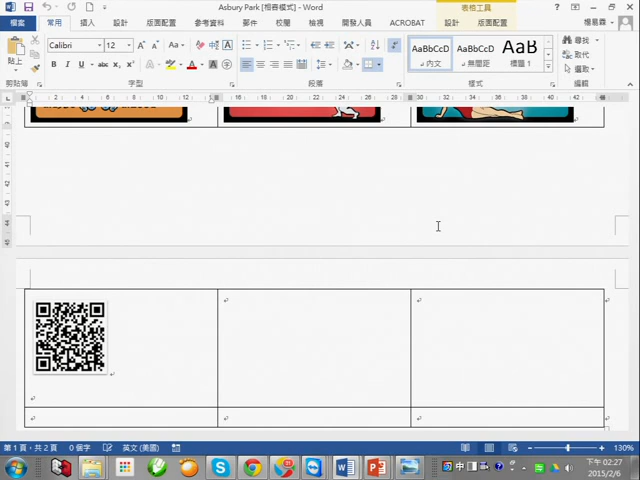 Asbury Park [相容模式] - Word
表格工具
檔案
常用
插入
設計
版面配置
參考資料
郵件
校閱
檢視
開發人員
ACROBAT
設計
版面配置
Calibri
12
貼上
剪貼簿
字型
段落
AaBbCcD
AaBbCcD
AaB
內文
無間距
標題 1
樣式
尋找
取代
選取
編輯
第 1 頁，共 2 頁
0 個字
英文 (美國)
130%
下午 02:27
2015/2/6